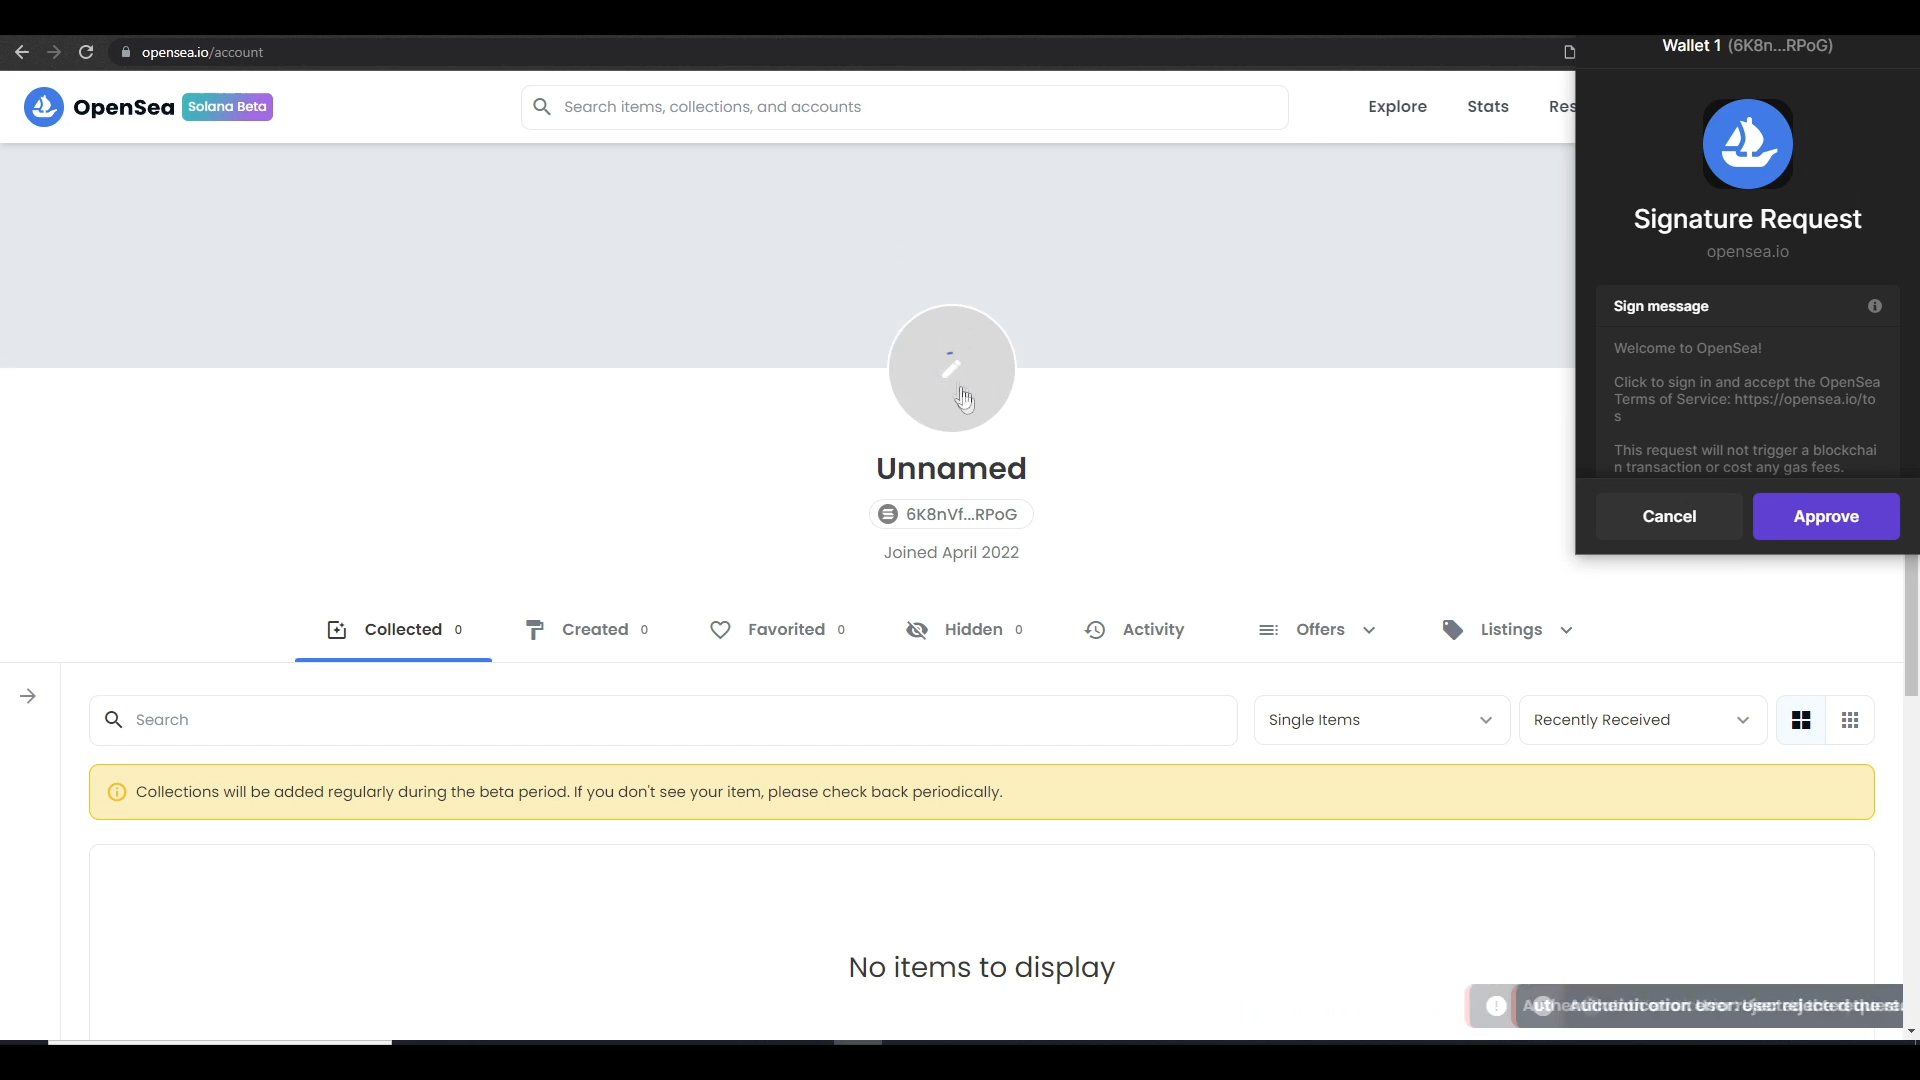 opensea.io/account
Wallet 1 (6K8n...RPoG)
OpenSea Solana Beta
Search items, collections, and accounts
Explore Stats Res
Signature Request
opensea.io
Sign message
Welcome to OpenSea!
Click to sign in and accept the OpenSea
Terms of Service: https://opensea.io/to
s
This request will not trigger a blockchai
n transaction or cost any gas fees.
Cancel Approve
Unnamed
6K8nVf...RPoG
Joined April 2022
Collected 0 Created 0 Favorited 0 Hidden 0 Activity Offers Listings
Search Single Items Recently Received
Collections will be added regularly during the beta period. If you don't see your item, please check back periodically.
No items to display